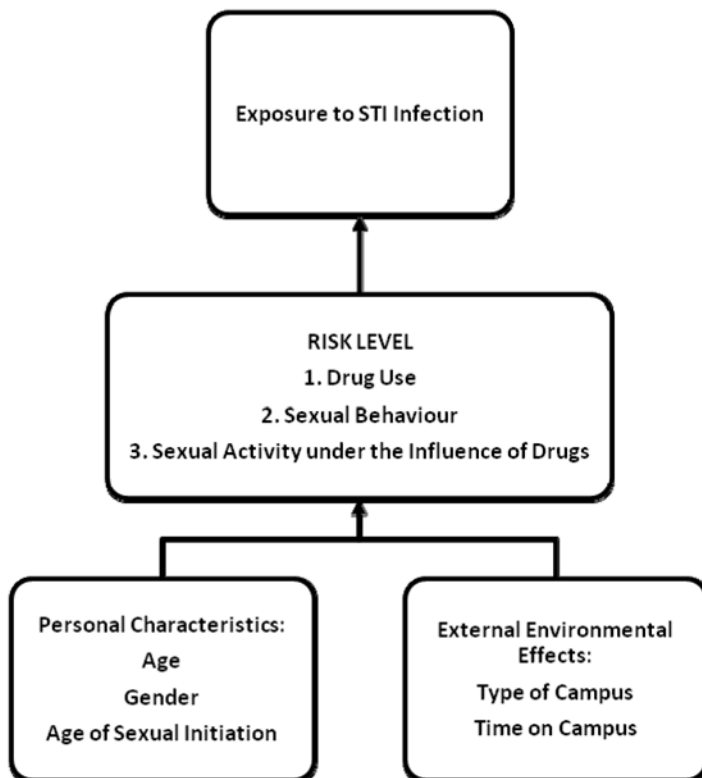 Exposure to STI Infection
RISK LEVEL
1. Drug Use
2. Sexual Behaviour
3. Sexual Activity under the Influence of Drugs
Personal Characteristics:
Age
Gender
Age of Sexual Initiation
External Environmental
Effects:
Type of Campus
Time on Campus